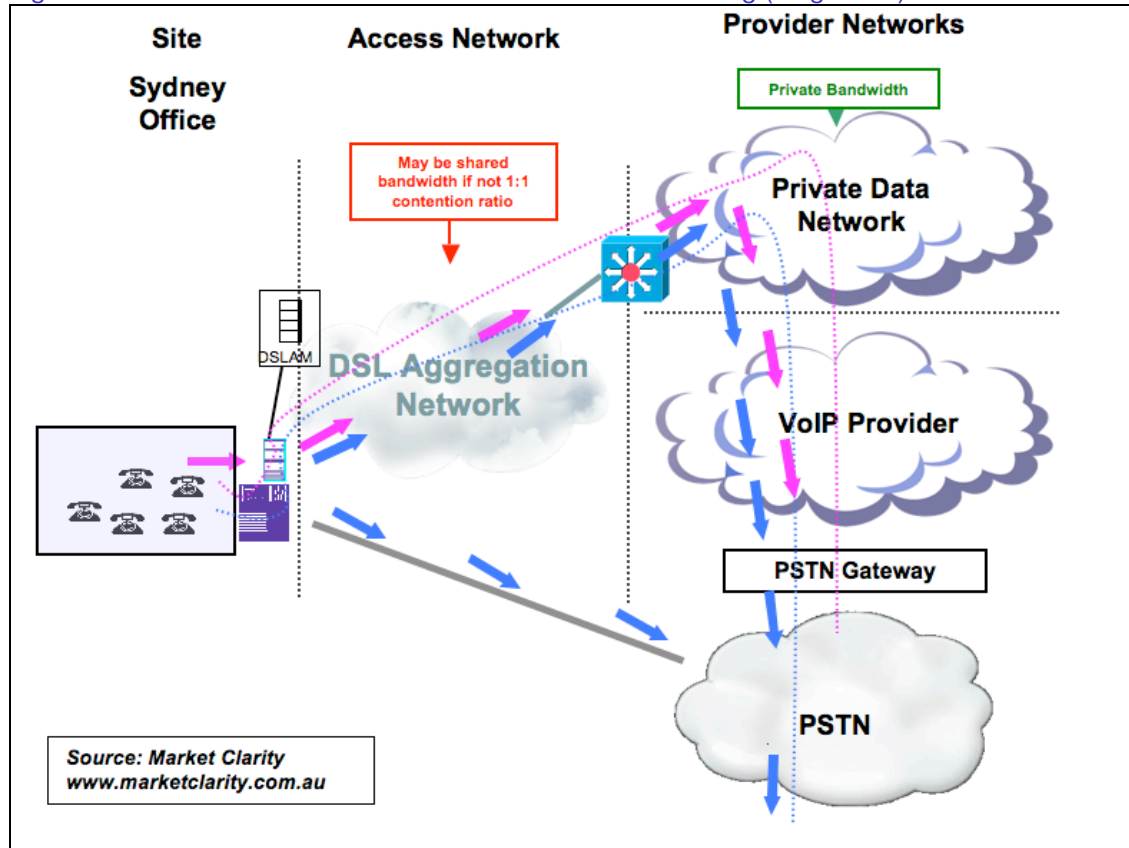 Site
Sydney
Office
Access Network
Provider Networks
Private Bandwidth
May be shared
bandwidth if not 1:1
contention ratio
Private Data
Network
DSLAM
DSL Aggregation
Network
VoIP Provider
PSTN Gateway
PSTN
Source: Market Clarity
www.marketclarity.com.au